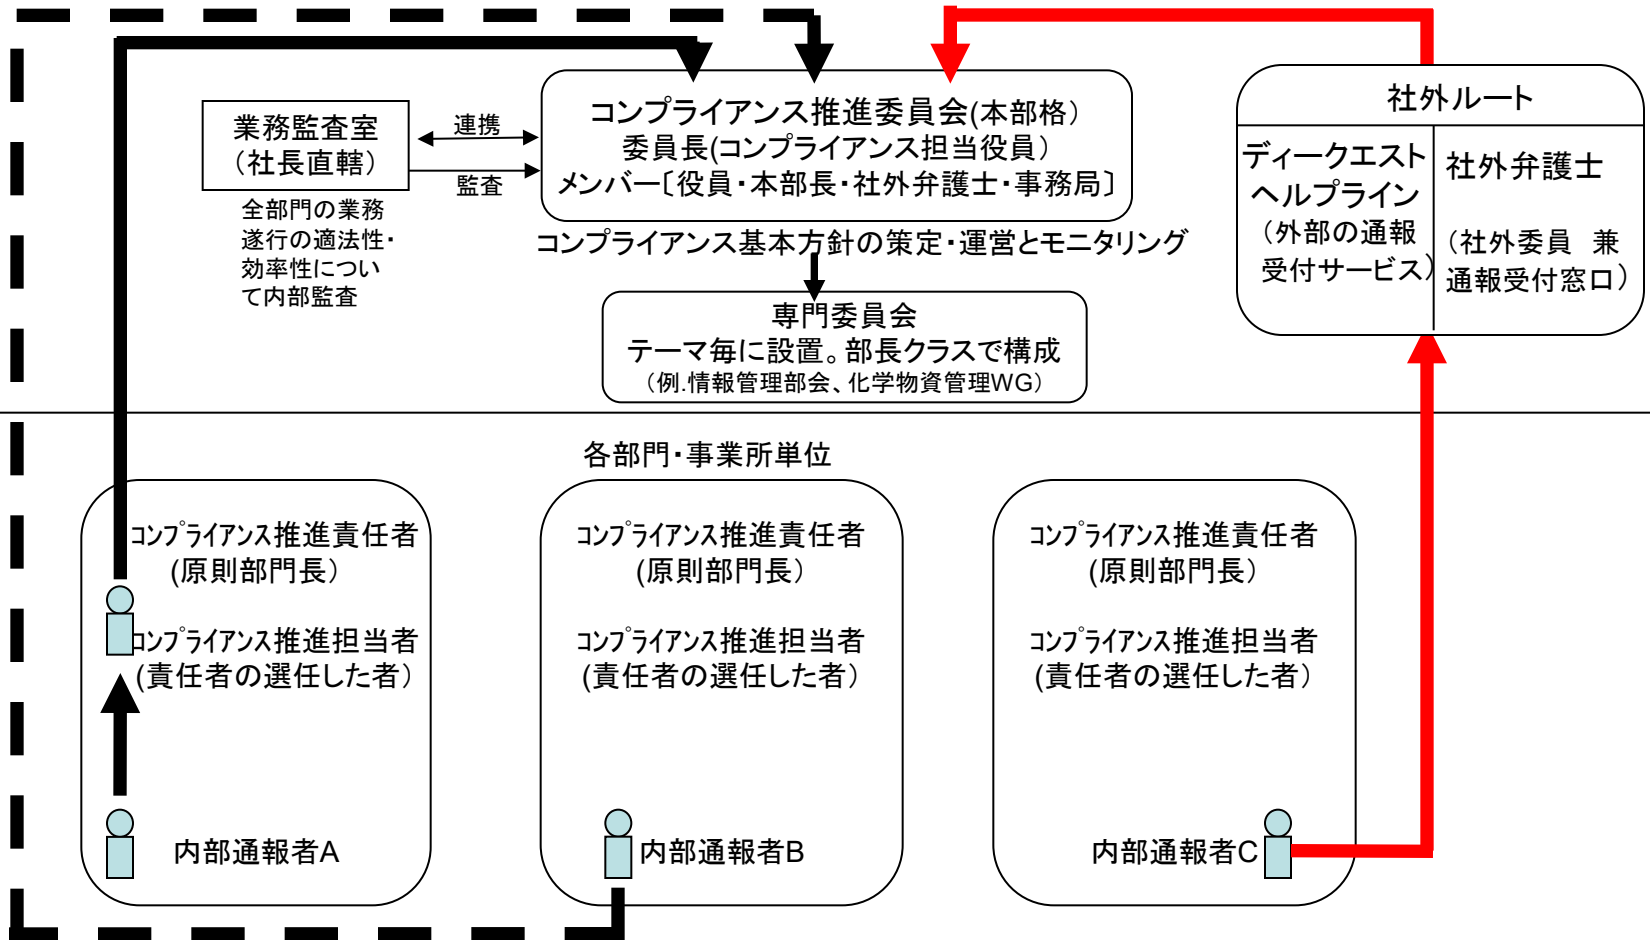 コンプライアンス推進委員会(本部格)
委員長(コンプライアンス担当役員)
メンバー〔役員・本部長・社外弁護士・事務局〕
業務監査室
(社長直轄)
連携
監査
全部門の業務
遂行の適法性・
効率性につい
て内部監査
コンプライアンス基本方針の策定・運営とモニタリング
専門委員会
テーマ毎に設置。部長クラスで構成
(例.情報管理部会、化学物資管理WG)
社外ルート
ディークエスト
ヘルプライン
(外部の通報
受付サービス)
社外弁護士
(社外委員 兼
通報受付窓口)
各部門・事業所単位
コンプライアンス推進責任者
(原則部門長)
コンプライアンス推進担当者
(責任者の選任した者)
内部通報者A
コンプライアンス推進責任者
(原則部門長)
コンプライアンス推進担当者
(責任者の選任した者)
内部通報者B
コンプライアンス推進責任者
(原則部門長)
コンプライアンス推進担当者
(責任者の選任した者)
内部通報者C